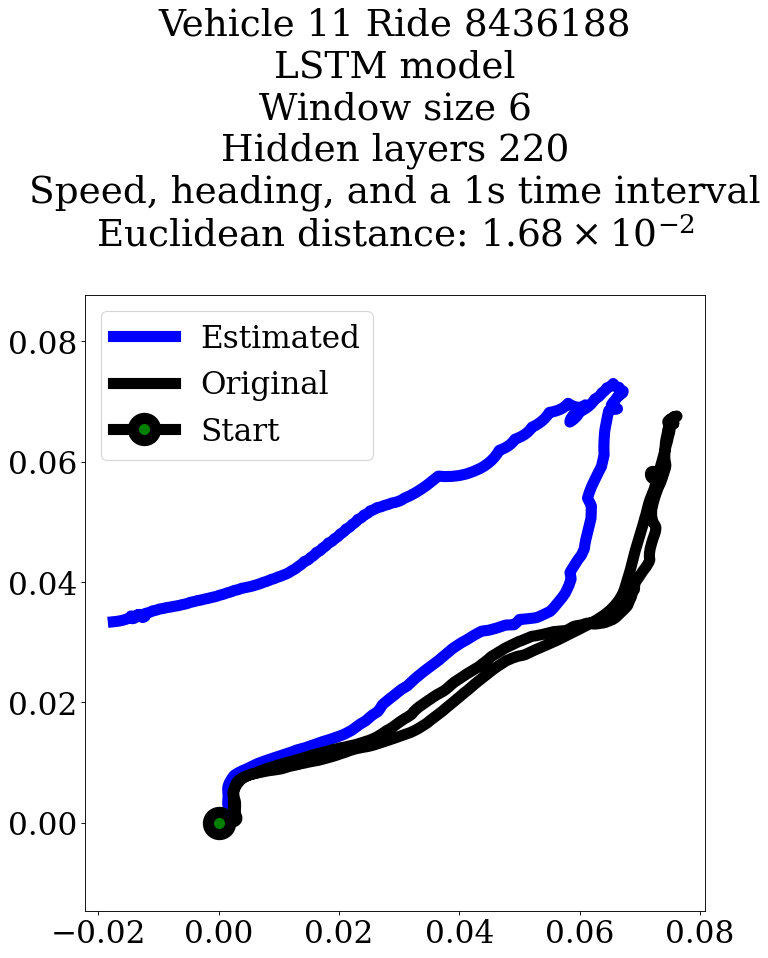 Vehicle 11 Ride 8436188
LSTM model
Window size 6
Hidden layers 220
Speed, heading, and a 1s time interval
Euclidean distance: 1.68 × 10⁻²
Estimated
Original
Start
0.08
0.06
0.04
0.02
0.00
−0.02 0.00 0.02 0.04 0.06 0.08